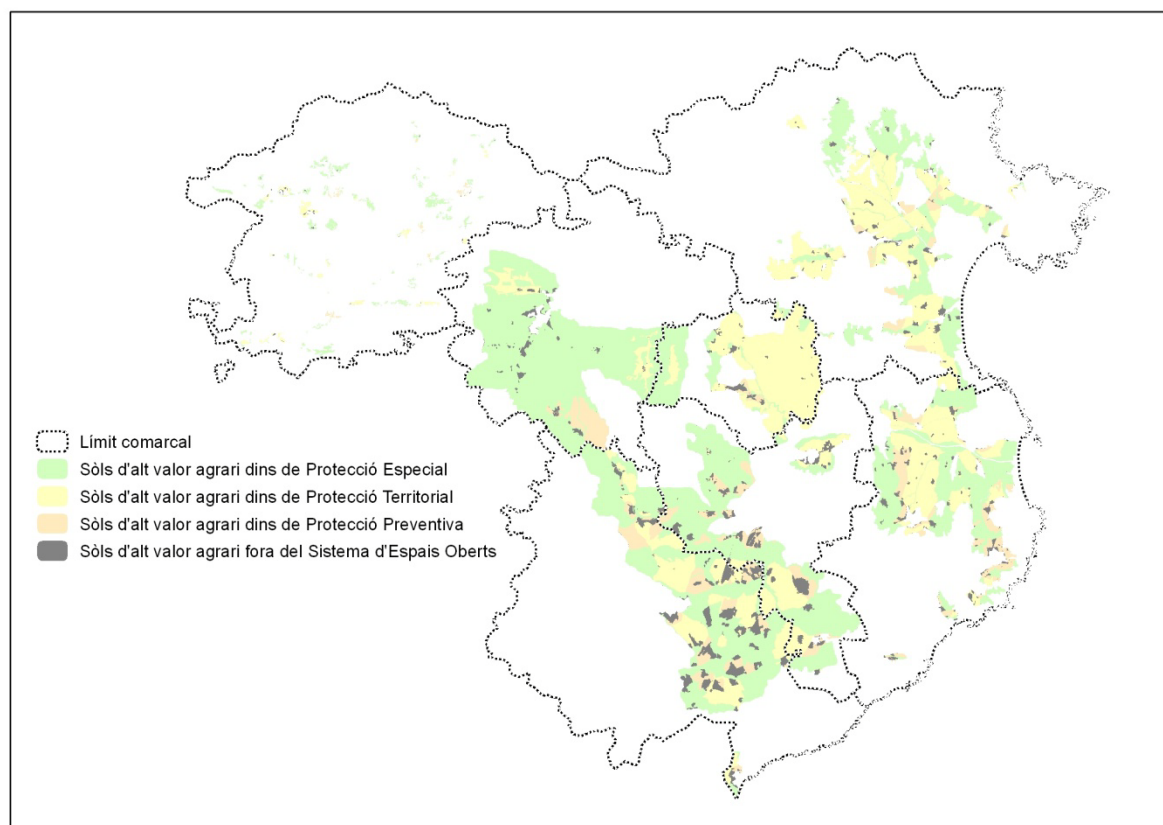 Límit comarcal
Sòls d'alt valor agrari dins de Protecció Especial
Sòls d'alt valor agrari dins de Protecció Territorial
Sòls d'alt valor agrari dins de Protecció Preventiva
Sòls d'alt valor agrari fora del Sistema d'Espais Oberts